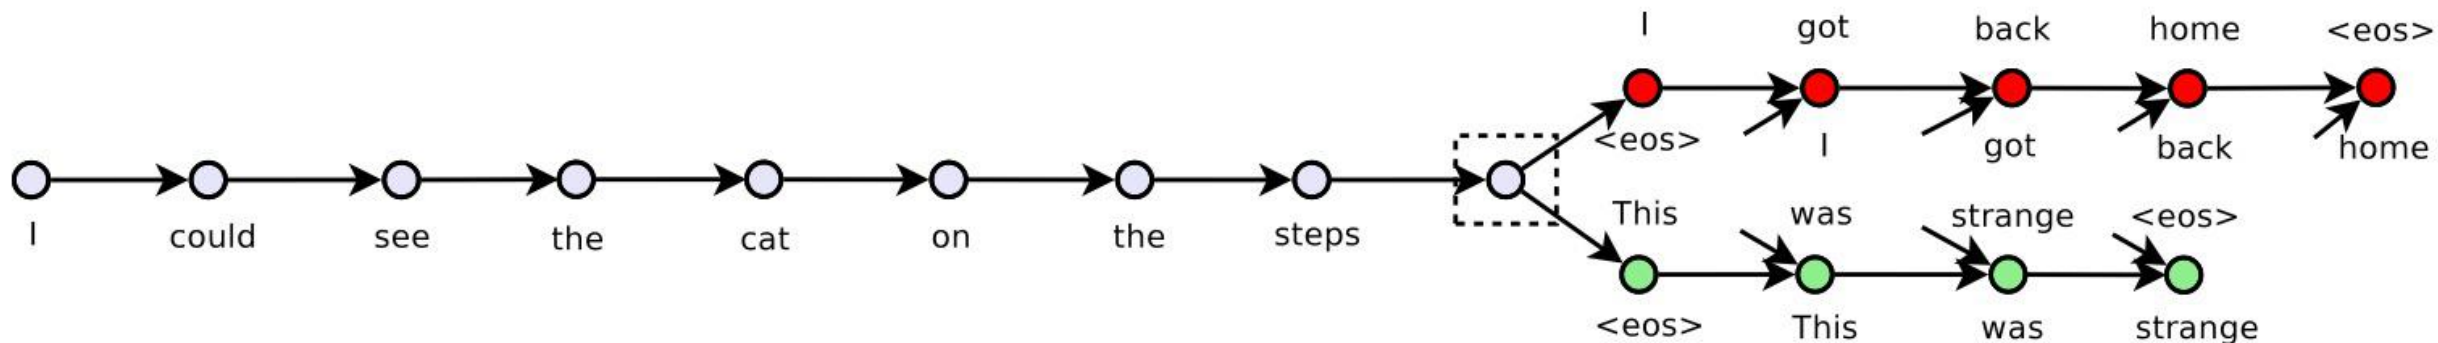 I got back home <eos>
<eos> I got back home
I could see the cat on the steps
This was strange <eos>
<eos> This was strange